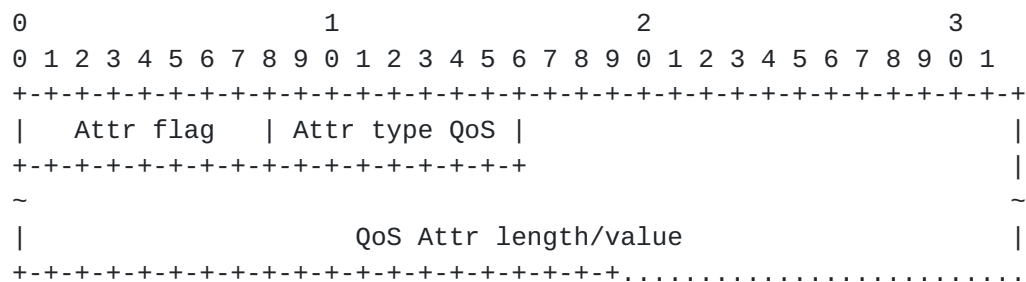 0                   1                   2                   3
0 1 2 3 4 5 6 7 8 9 0 1 2 3 4 5 6 7 8 9 0 1 2 3 4 5 6 7 8 9 0 1
+-+-+-+-+-+-+-+-+-+-+-+-+-+-+-+-+-+-+-+-+-+-+-+-+-+-+-+-+-+-+-+-+
|   Attr flag   | Attr type QoS |                               |
+-+-+-+-+-+-+-+-+-+-+-+-+-+-+-+-+                               |
~                                                               ~
|                     QoS Attr length/value                     |
+-+-+-+-+-+-+-+-+-+-+-+-+-+-+-+-+-+-+-+..........................